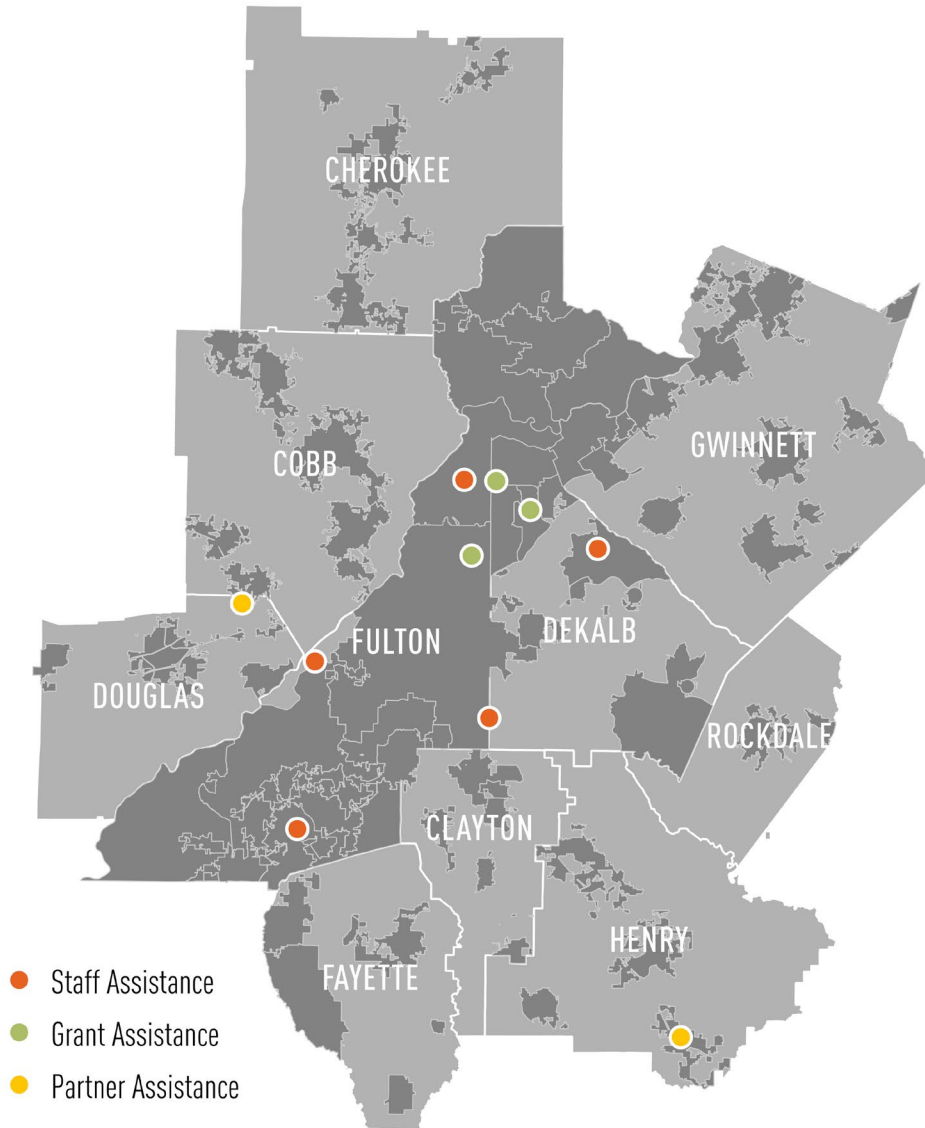 CHEROKEE
GWINNETT
COBB
FULTON
DEKALB
DOUGLAS
ROCKDALE
CLAYTON
HENRY
FAYETTE
Staff Assistance
Grant Assistance
Partner Assistance